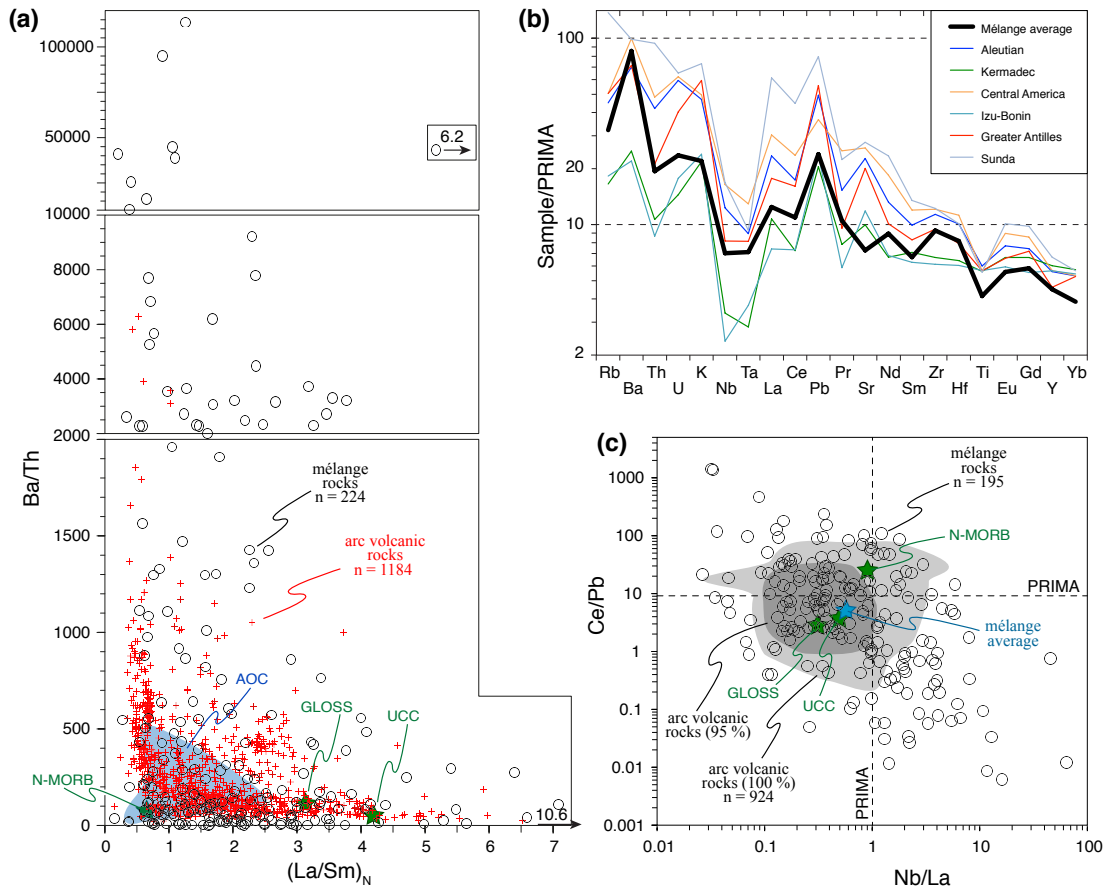 (a)
100000
50000
6.2
10000
8000
6000
4000
2000
Ba/Th
mélange
rocks
n = 224
1500
arc volcanic
rocks
n = 1184
1000
AOC
GLOSS
UCC
500
N-MORB
10.6
0
0
1
2
3
4
5
6
7
(La/Sm)N
(b)
100
Mélange average
Aleutian
Kermadec
Central America
Izu-Bonin
Greater Antilles
Sunda
Sample/PRIMA
20
10
2
Rb Th K Ta Ce Pr Nd Zr Ti Gd Yb
Ba U Nb La Pb Sr Sm Hf Eu Y
(c)
mélange
rocks
n = 195
1000
100
N-MORB
Ce/Pb
10
PRIMA
mélange
average
1
GLOSS
UCC
arc volcanic
rocks (95 %)
0.1
arc volcanic
rocks (100 %)
n = 924
0.01
PRIMA
0.001
0.01
0.1
1
10
100
Nb/La